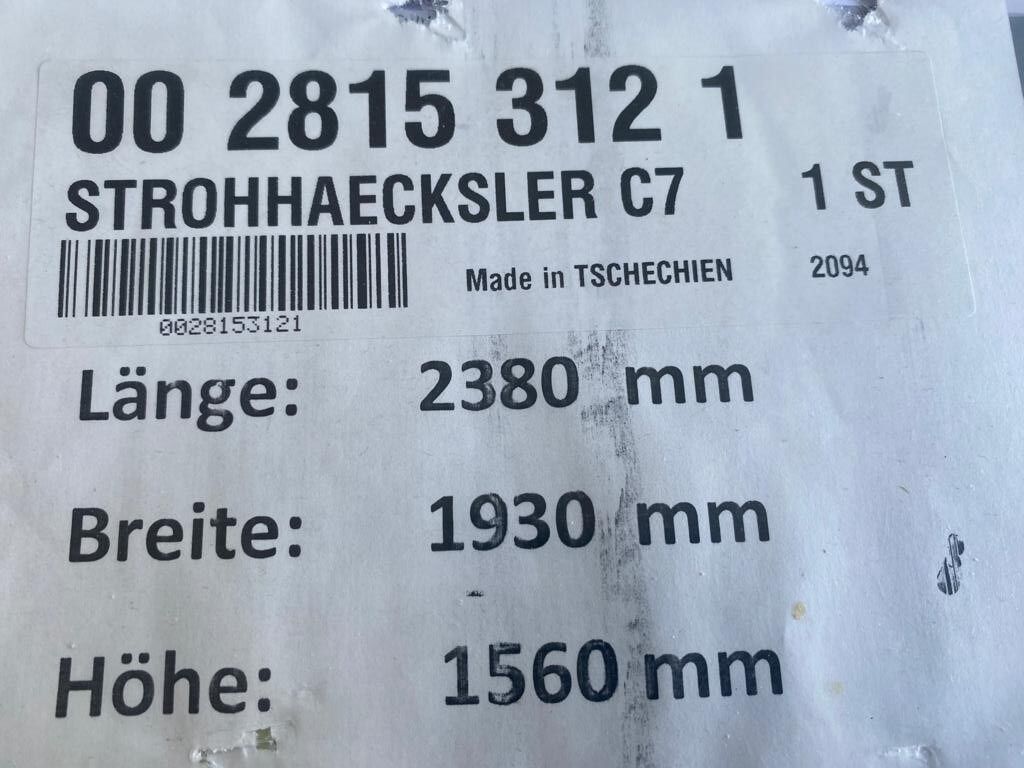 00 2815 312 1
STROHHAECKSLER C7 1 ST
Made in TSCHECHIEN 2094
0028153121
Länge: 2380 mm
Breite: 1930 mm
Höhe: 1560 mm